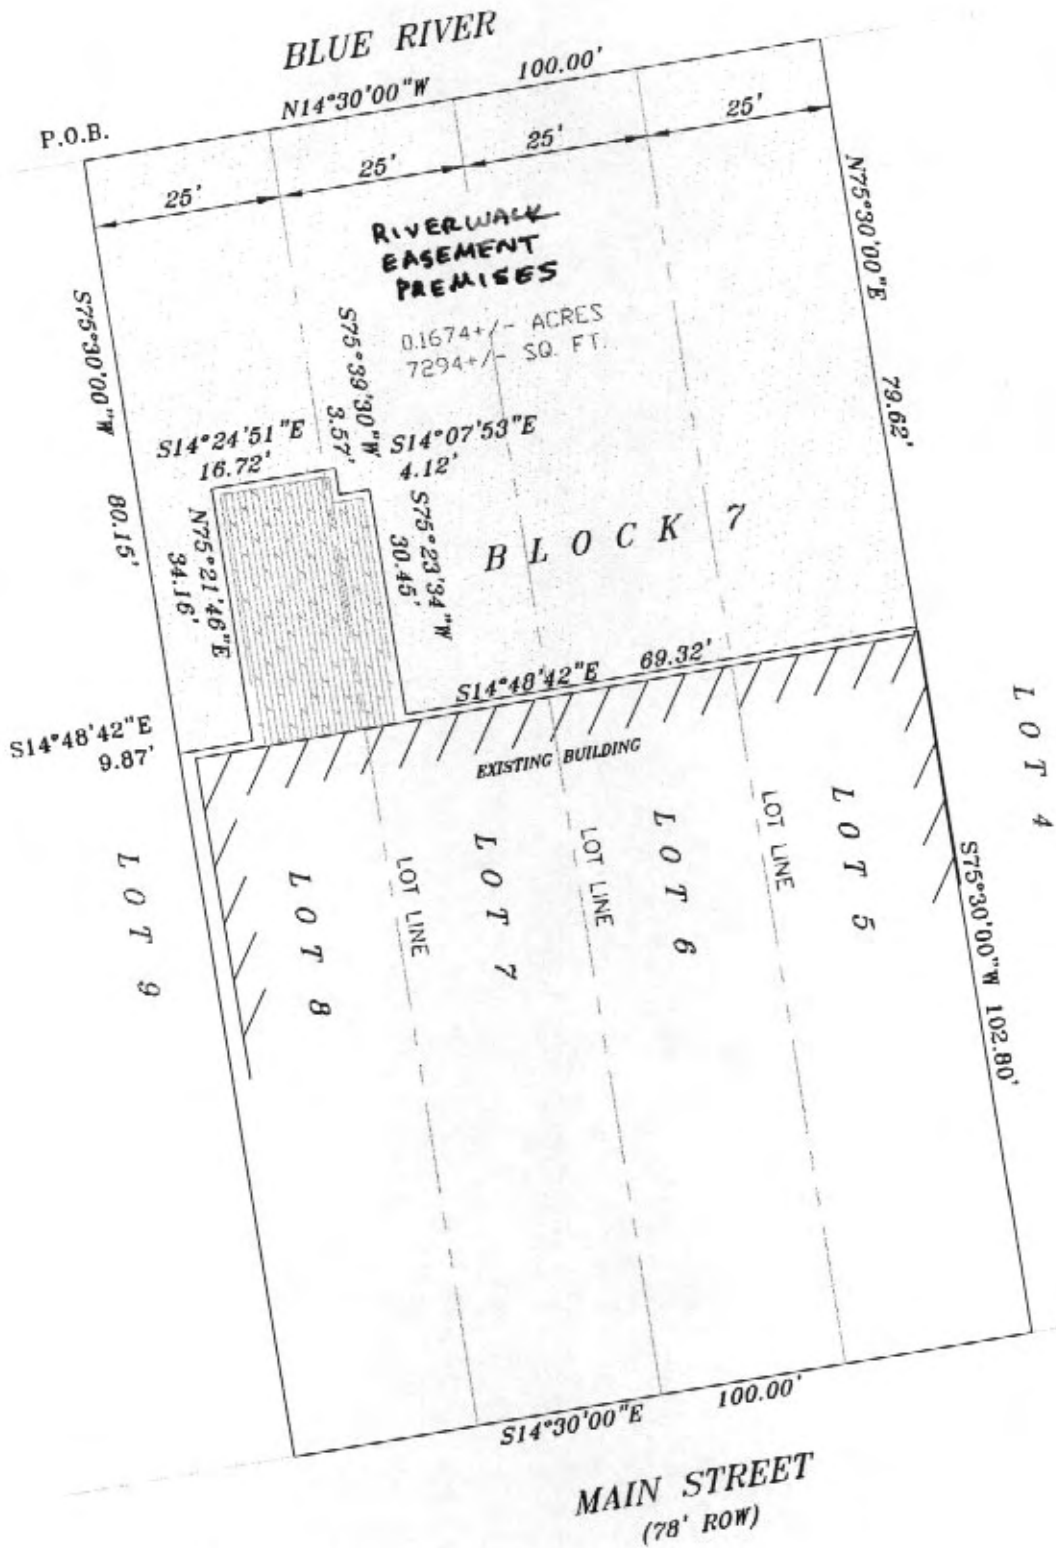 BLUE RIVER
N14°30'00"W 100.00'
P.O.B.
25' 25' 25' 25'
RIVERWALK
EASEMENT
PREMISES
0.1674+/- ACRES
7294+/- SQ. FT.
N75°30'00"E 79.62'
S75°30'00"W 80.15'
S75°39'30"W
3.57'
S14°24'51"E
16.72'
S14°07'53"E
4.12'
N75°21'46"E
34.16'
S75°23'34"W
30.45'
BLOCK 7
S14°48'42"E 69.32'
S14°48'42"E
9.87'
EXISTING BUILDING
LOT 4
LOT 9
LOT 8
LOT LINE
LOT 7
LOT LINE
LOT 6
LOT LINE
LOT 5
S75°30'00"W 102.80'
S14°30'00"E 100.00'
MAIN STREET
(78' ROW)